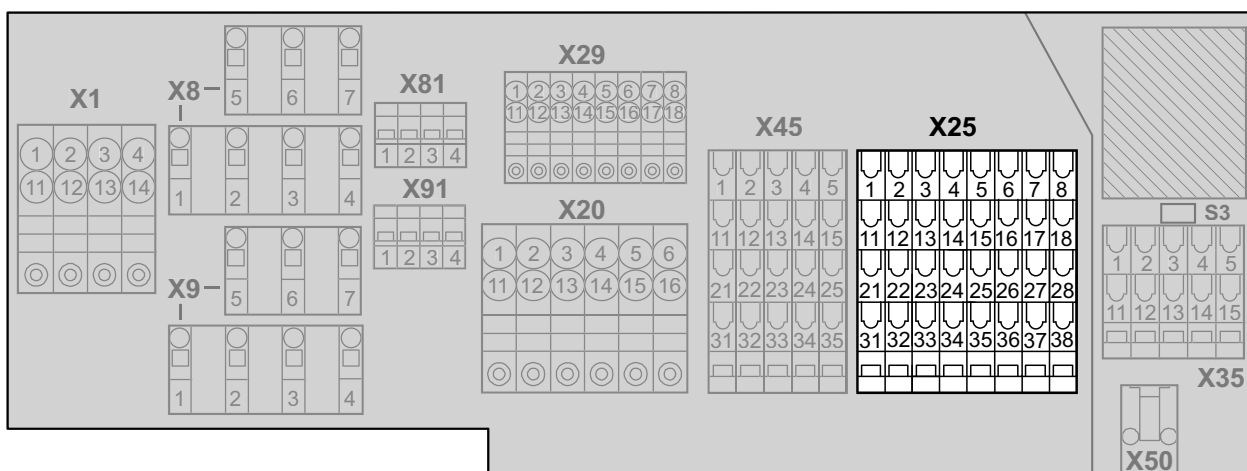 X1
1 2 3 4
11 12 13 14
X8
5 6 7
1 2 3 4
X9
5 6 7
1 2 3 4
X81
1 2 3 4
X91
1 2 3 4
X29
1 2 3 4 5 6 7 8
11 12 13 14 15 16 17 18
X20
1 2 3 4 5 6
11 12 13 14 15 16
X45
1 2 3 4 5
11 12 13 14 15
21 22 23 24 25
31 32 33 34 35
X25
1 2 3 4 5 6 7 8
11 12 13 14 15 16 17 18
21 22 23 24 25 26 27 28
31 32 33 34 35 36 37 38
S3
1 2 3 4 5
11 12 13 14 15
X35
X50